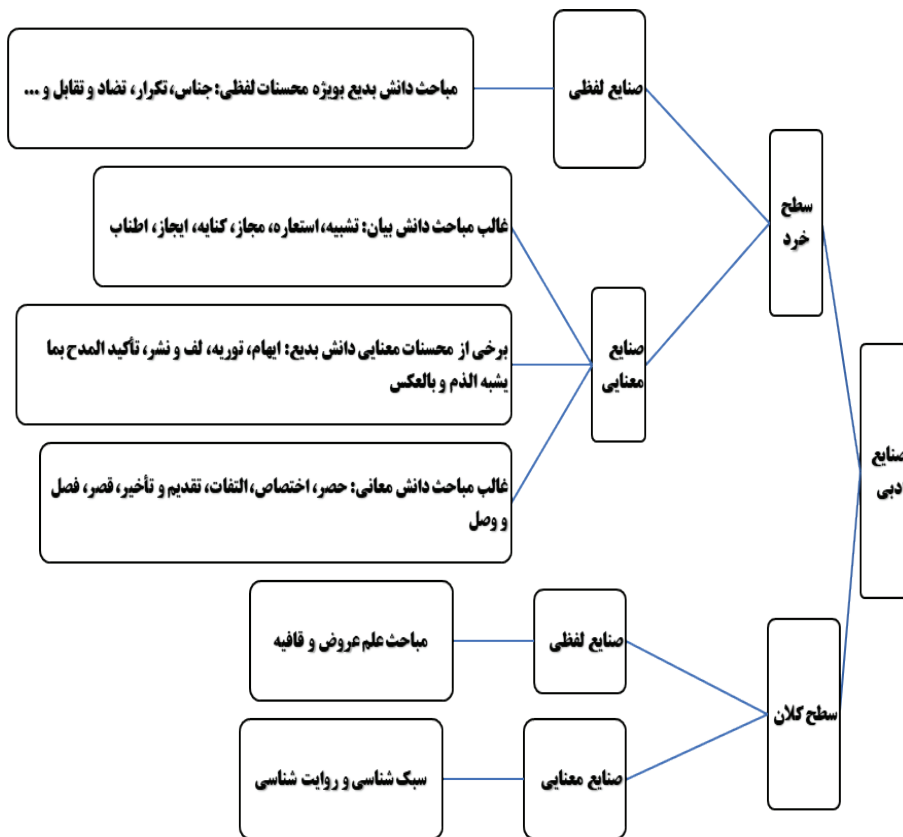 صنایع لفظی
مباحث دانش بدیع بویژه محسنات لفظی: جناس، تکرار، تضاد و تقابل و ...
سطح
خرد
غالب مباحث دانش بیان: تشبیه، استعاره، مجاز، کنایه، ایجاز، اطناب
صنایع
معنایی
برخی از محسنات معنایی دانش بدیع: ایهام، توریه، لف و نشر، تأکید المدح بما
یشبه الذم و بالعکس
صنایع
ادبی
غالب مباحث دانش معانی: حصر، اختصاص، التفات، تقدیم و تأخیر، قصر، فصل
و وصل
صنایع لفظی
مباحث علم عروض و قافیه
سطح کلان
صنایع معنایی
سبک شناسی و روایت شناسی